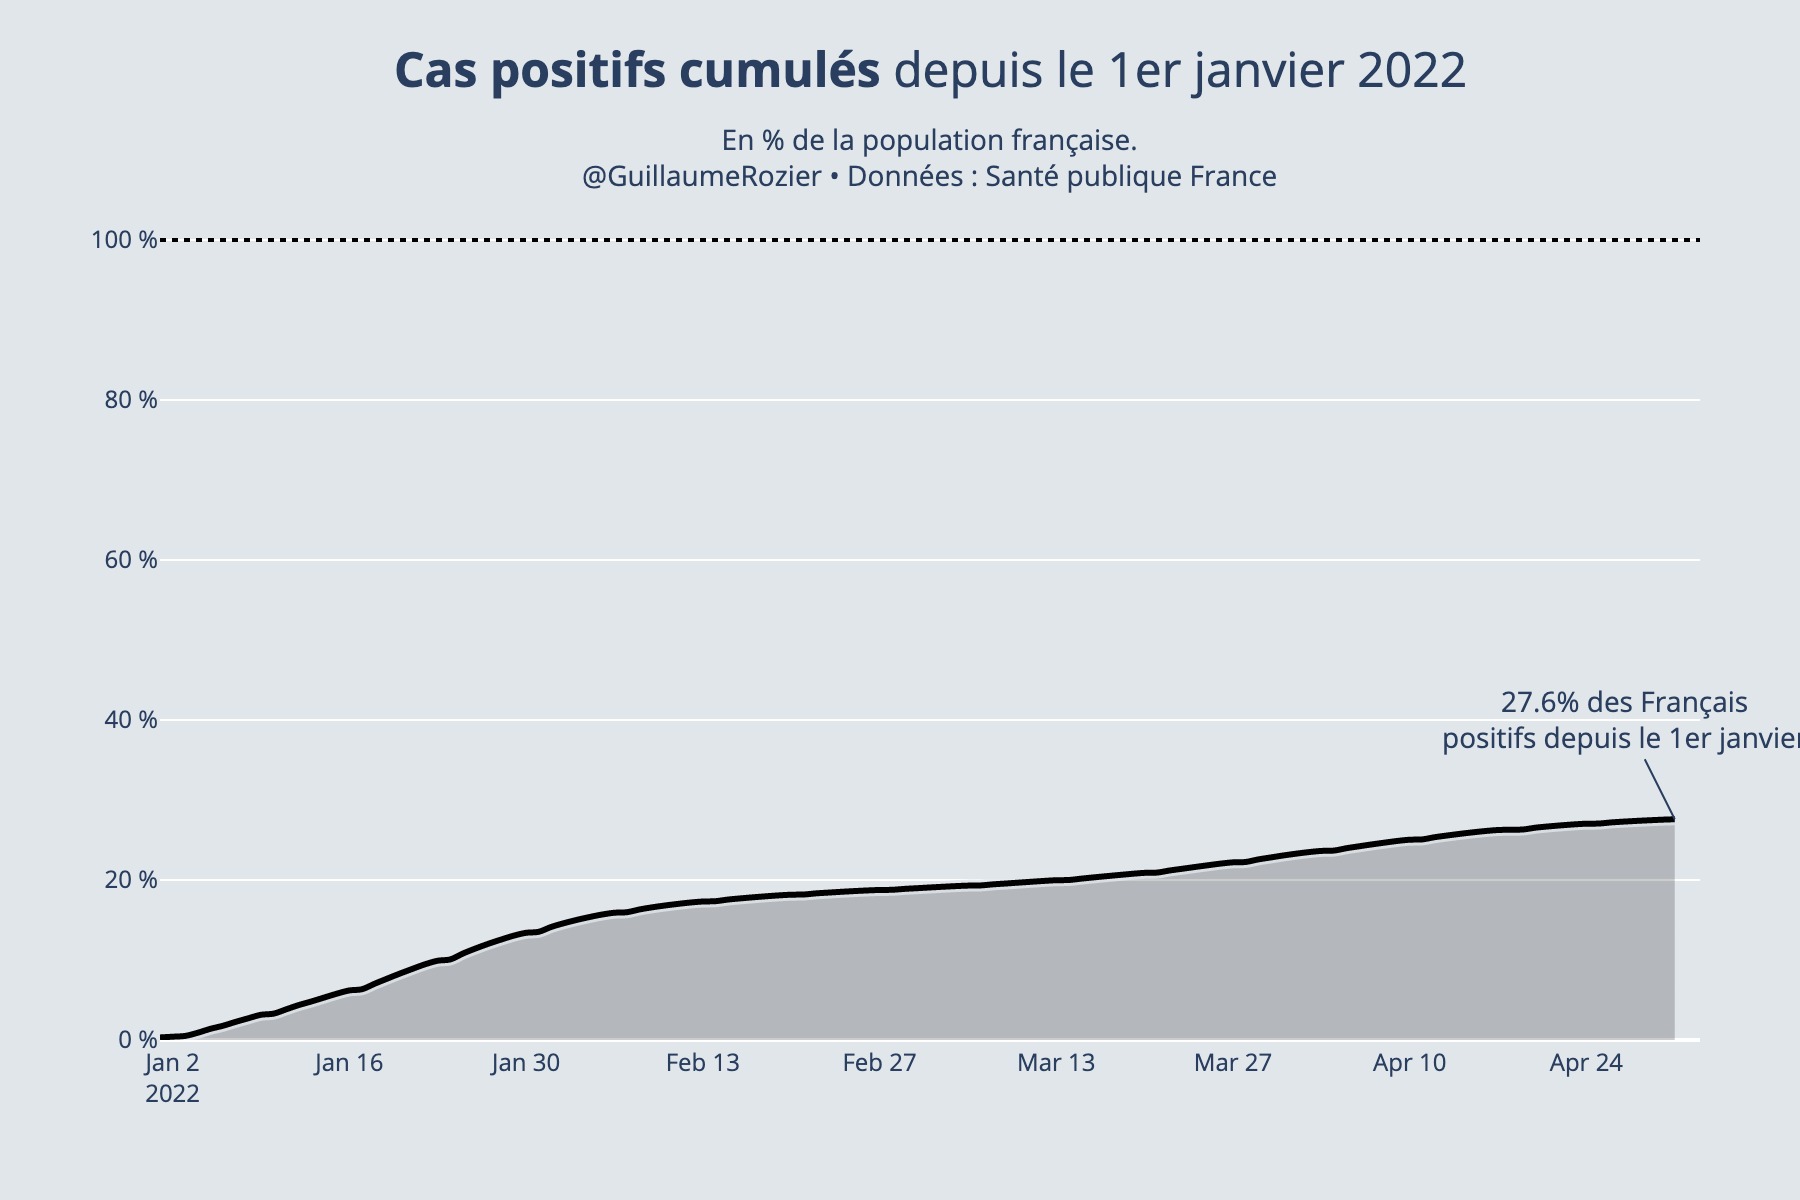 Cas positifs cumulés depuis le 1er janvier 2022
En % de la population française.
@GuillaumeRozier • Données : Santé publique France
100 %
80 %
60 %
40 %
20 %
0 %
27.6% des Français
positifs depuis le 1er janvier
Jan 2
2022
Jan 16
Jan 30
Feb 13
Feb 27
Mar 13
Mar 27
Apr 10
Apr 24